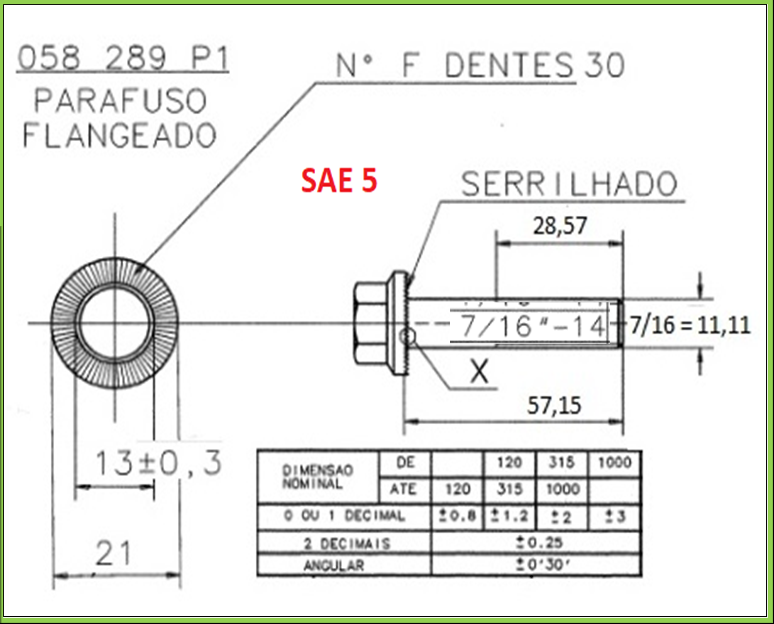 058 289 P1
PARAFUSO
FLANGEADO
N° F DENTES 30
SAE 5
SERRILHADO
28,57
7/16"-14
7/16 = 11,11
X
57,15
13±0,3
21
DIMENSAO NOMINAL DE 120 315 1000
ATE 120 315 1000
0 OU 1 DECIMAL ±0.8 ±1.2 ±2 ±3
2 DECIMAIS ±0.25
ANGULAR ±0°30'